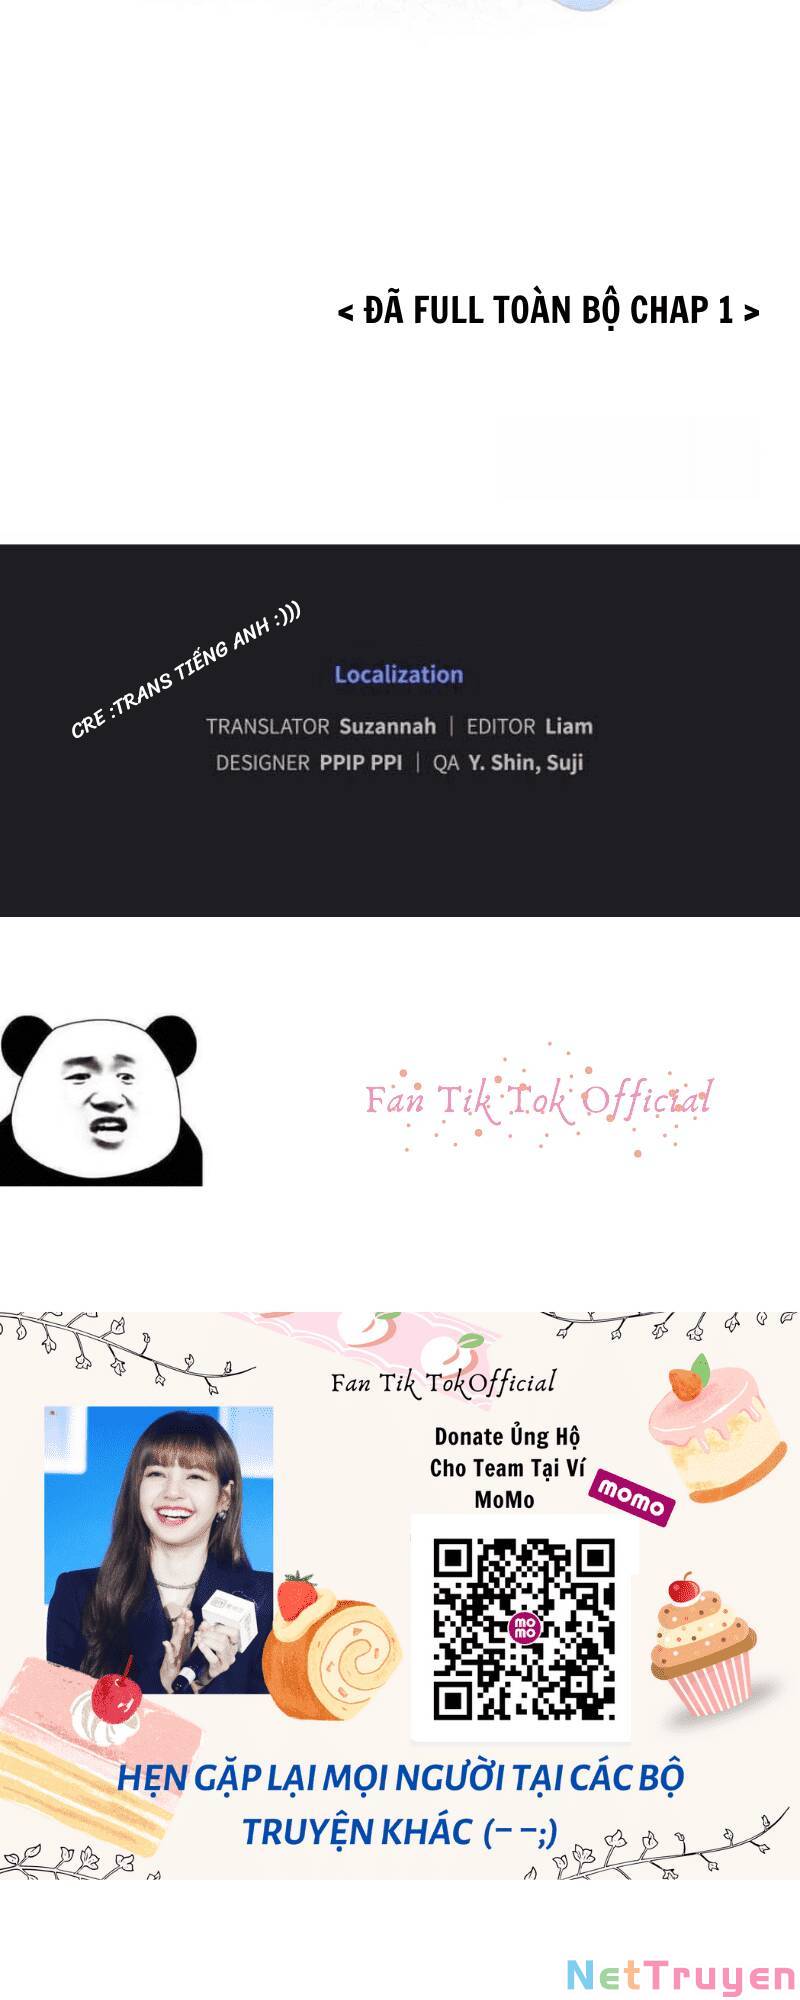 < ĐÃ FULL TOÀN BỘ CHAP 1 >
CRE :TRANS TIẾNG ANH :)))
Localization
TRANSLATOR Suzannah | EDITOR Liam
DESIGNER PPIP PPI | QA Y. Shin, Suji
Fan Tik Tok Official
Fan Tik TokOfficial
Donate Ủng Hộ
Cho Team Tại Ví
MoMo
momo
mo
mo
HẸN GẶP LẠI MỌI NGƯỜI TẠI CÁC BỘ
TRUYỆN KHÁC (– –;)
NetTruyen